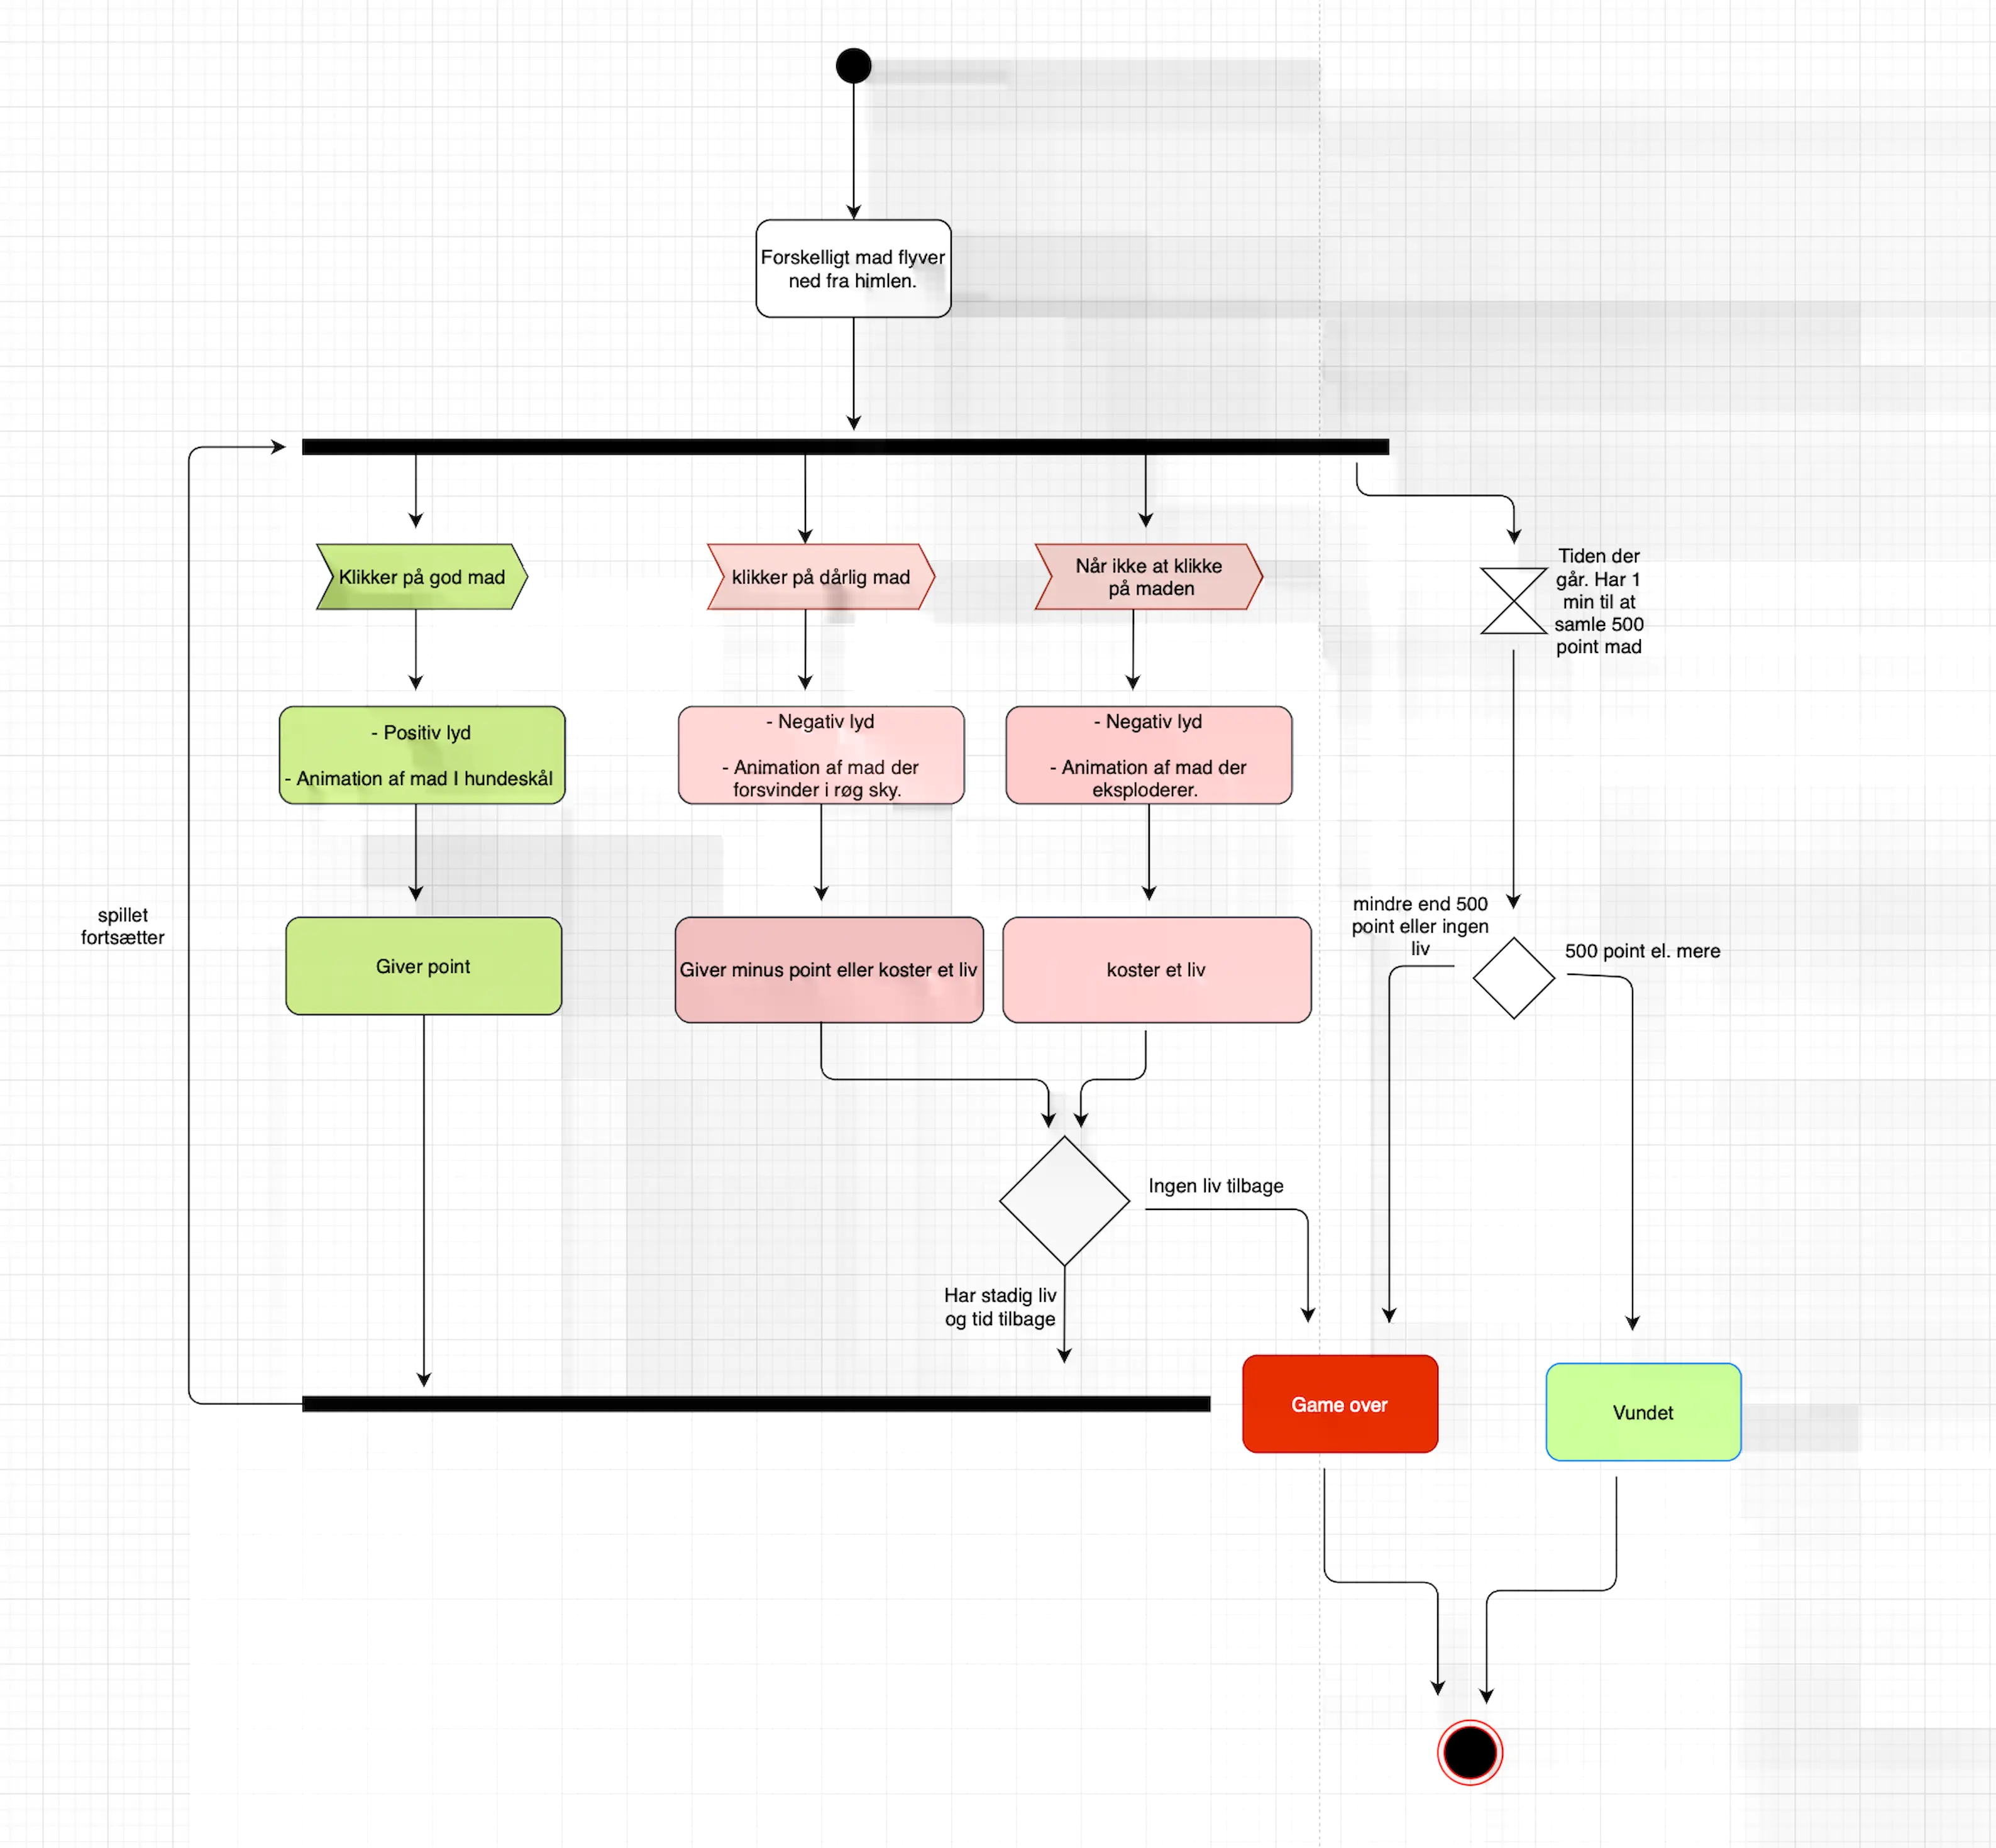 Forskelligt mad flyver
ned fra himlen.
Klikker på god mad
klikker på dårlig mad
Når ikke at klikke
på maden
Tiden der
går. Har 1
min til at
samle 500
point mad
- Positiv lyd
- Animation af mad I hundeskål
- Negativ lyd
- Animation af mad der
forsvinder i røg sky.
- Negativ lyd
- Animation af mad der
eksploderer.
spillet
fortsætter
Giver point
Giver minus point eller koster et liv
koster et liv
mindre end 500
point eller ingen
liv
500 point el. mere
Ingen liv tilbage
Har stadig liv
og tid tilbage
Game over
Vundet